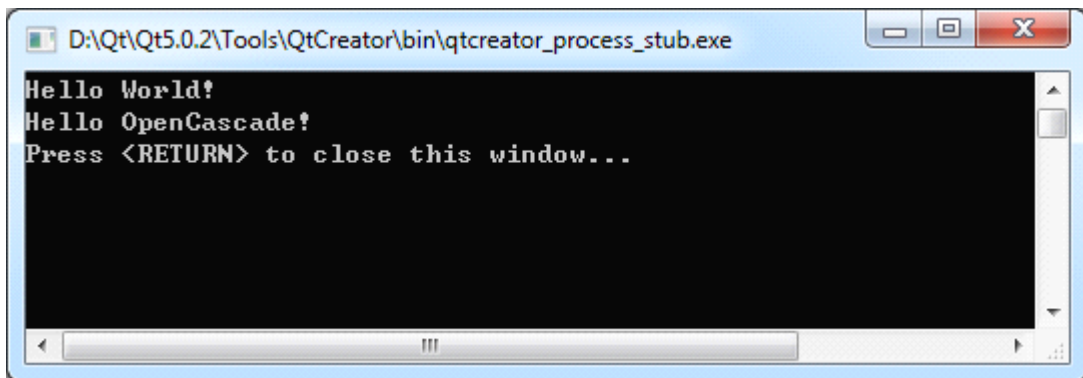 D:\Qt\Qt5.0.2\Tools\QtCreator\bin\qtcreator_process_stub.exe
Hello World!
Hello OpenCascade!
Press <RETURN> to close this window...